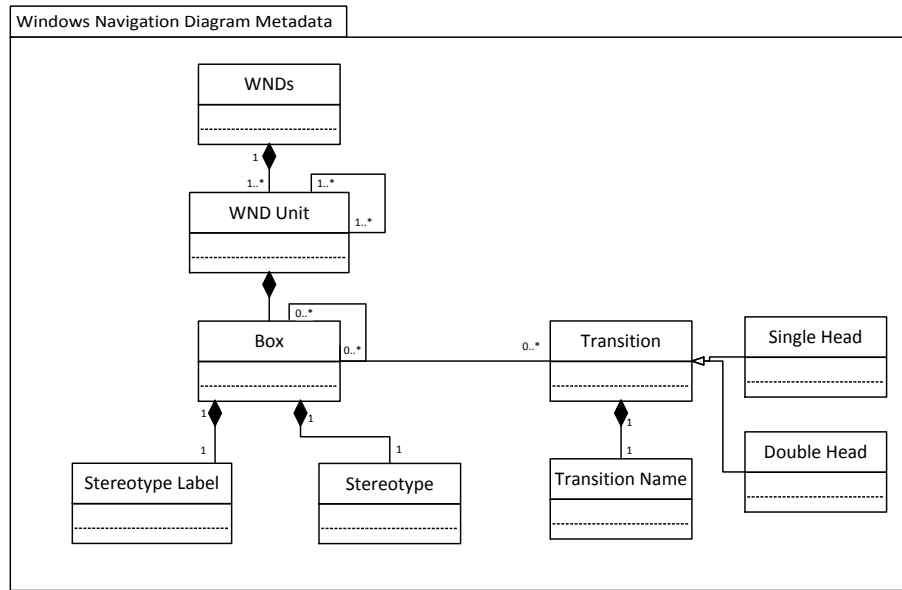 Windows Navigation Diagram Metadata
WNDs
1
1..*
1..*
WND Unit
1..*
0..*
Box
0..*
0..*
Transition
Single Head
1
1
1
1
1
1
Stereotype Label
Stereotype
Transition Name
Double Head